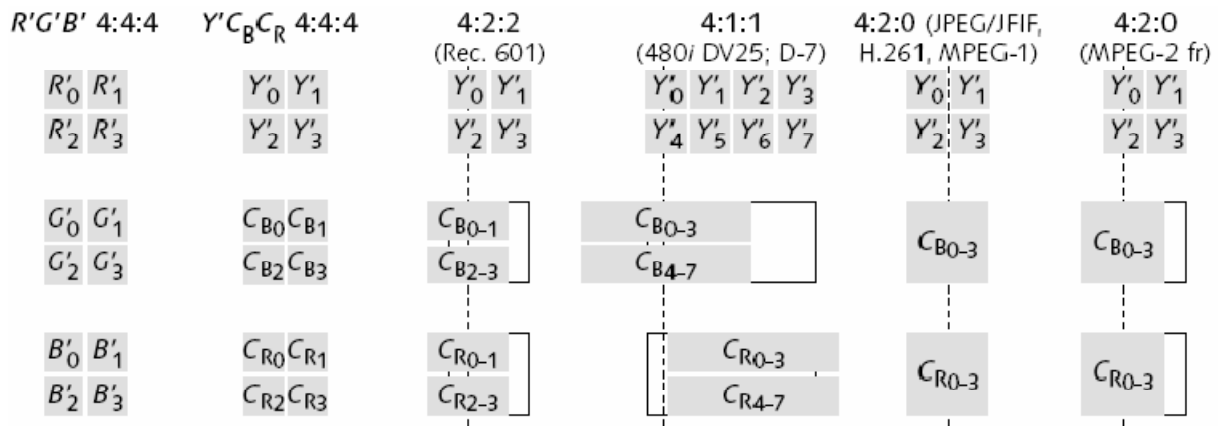 R′G′B′ 4:4:4 Y′CBCR 4:4:4 4:2:2 4:1:1 4:2:0 (JPEG/JFIF, 4:2:0
(Rec. 601) (480i DV25; D-7) H.261, MPEG-1) (MPEG-2 fr)
R′0 R′1 Y′0 Y′1 Y′0 Y′1 Y′0 Y′1 Y′2 Y′3 Y′0 Y′1 Y′0 Y′1
R′2 R′3 Y′2 Y′3 Y′2 Y′3 Y′4 Y′5 Y′6 Y′7 Y′2 Y′3 Y′2 Y′3
G′0 G′1 CB0 CB1 CB0–1 CB0–3 CB0–3 CB0–3
G′2 G′3 CB2 CB3 CB2–3 CB4–7
B′0 B′1 CR0 CR1 CR0–1 CR0–3 CR0–3 CR0–3
B′2 B′3 CR2 CR3 CR2–3 CR4–7